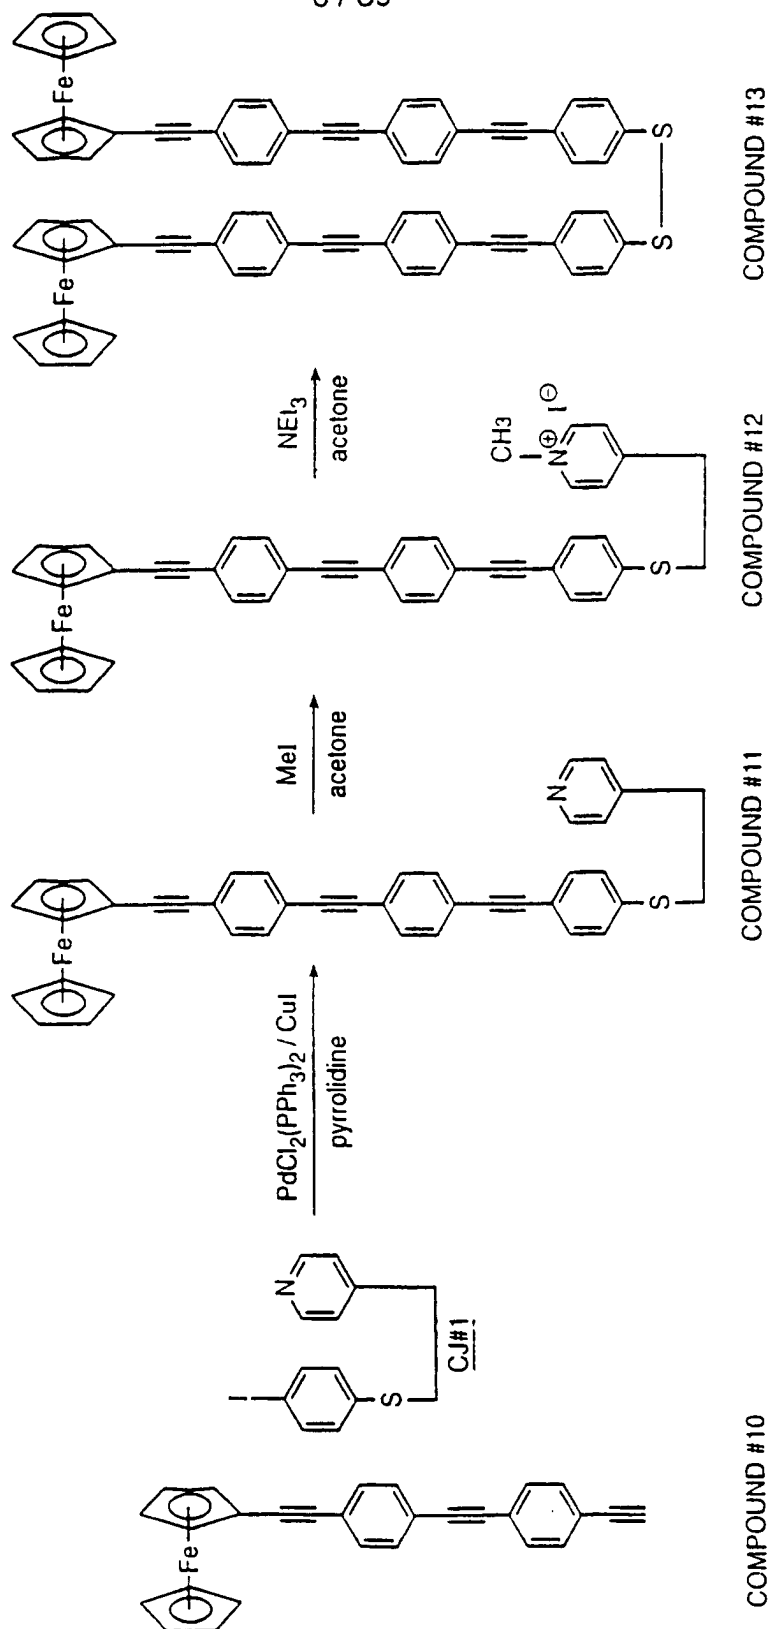 Fe
COMPOUND #10
I
S
N
CJ#1
PdCl2(PPh3)2 / CuI
pyrrolidine
Fe
S
N
COMPOUND #11
MeI
acetone
Fe
S
CH3
N
+
I
−
COMPOUND #12
NEt3
acetone
Fe
Fe
S
S
COMPOUND #13